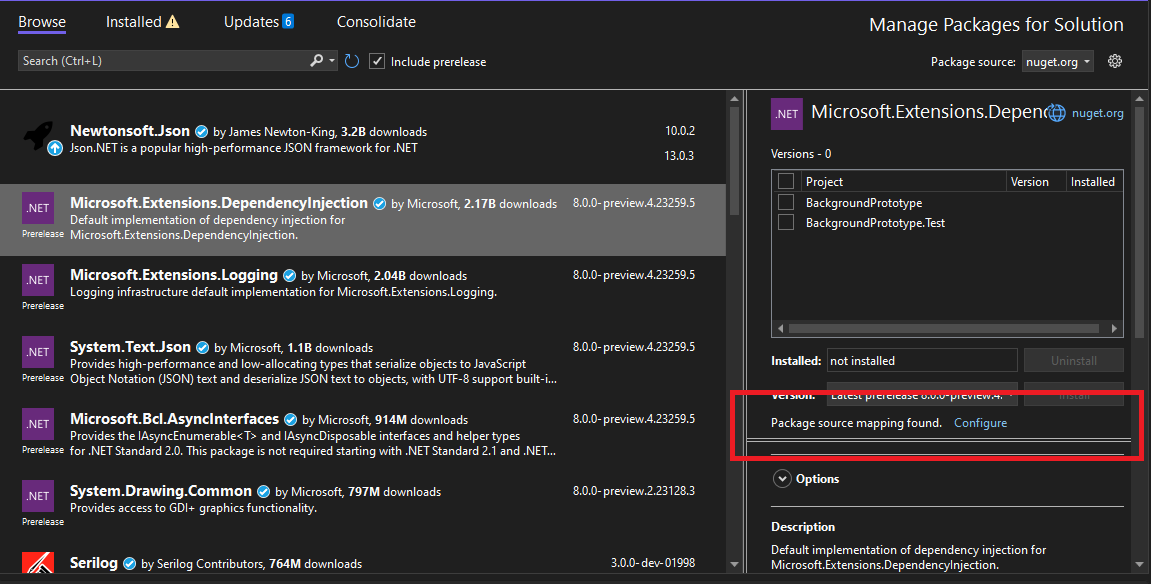 Browse Installed Updates 6 Consolidate
Manage Packages for Solution
Search (Ctrl+L) Include prerelease
Package source: nuget.org
Newtonsoft.Json by James Newton-King, 3.2B downloads 10.0.2
Json.NET is a popular high-performance JSON framework for .NET
13.0.3
.NET Microsoft.Extensions.DependencyInjection by Microsoft, 2.17B downloads 8.0.0-preview.4.23259.5
Default implementation of dependency injection for
Prerelease Microsoft.Extensions.DependencyInjection.
.NET Microsoft.Extensions.Logging by Microsoft, 2.04B downloads 8.0.0-preview.4.23259.5
Logging infrastructure default implementation for Microsoft.Extensions.Logging.
Prerelease
.NET System.Text.Json by Microsoft, 1.1B downloads 8.0.0-preview.4.23259.5
Provides high-performance and low-allocating types that serialize objects to JavaScript
Prerelease Object Notation (JSON) text and deserialize JSON text to objects, with UTF-8 support built-i...
.NET Microsoft.Bcl.AsyncInterfaces by Microsoft, 914M downloads 8.0.0-preview.4.23259.5
Provides the IAsyncEnumerable<T> and IAsyncDisposable interfaces and helper types
Prerelease for .NET Standard 2.0. This package is not required starting with .NET Standard 2.1 and .NET...
.NET System.Drawing.Common by Microsoft, 797M downloads 8.0.0-preview.2.23128.3
Provides access to GDI+ graphics functionality.
Prerelease
Serilog by Serilog Contributors, 764M downloads 3.0.0-dev-01998
.NET Microsoft.Extensions.Depenc nuget.org
Versions - 0
Project Version Installed
BackgroundPrototype
BackgroundPrototype.Test
Installed: not installed Uninstall
Version: Latest prerelease 8.0.0-preview.4. Install
Package source mapping found. Configure
Options
Description
Default implementation of dependency injection for
Microsoft.Extensions.DependencyInjection.